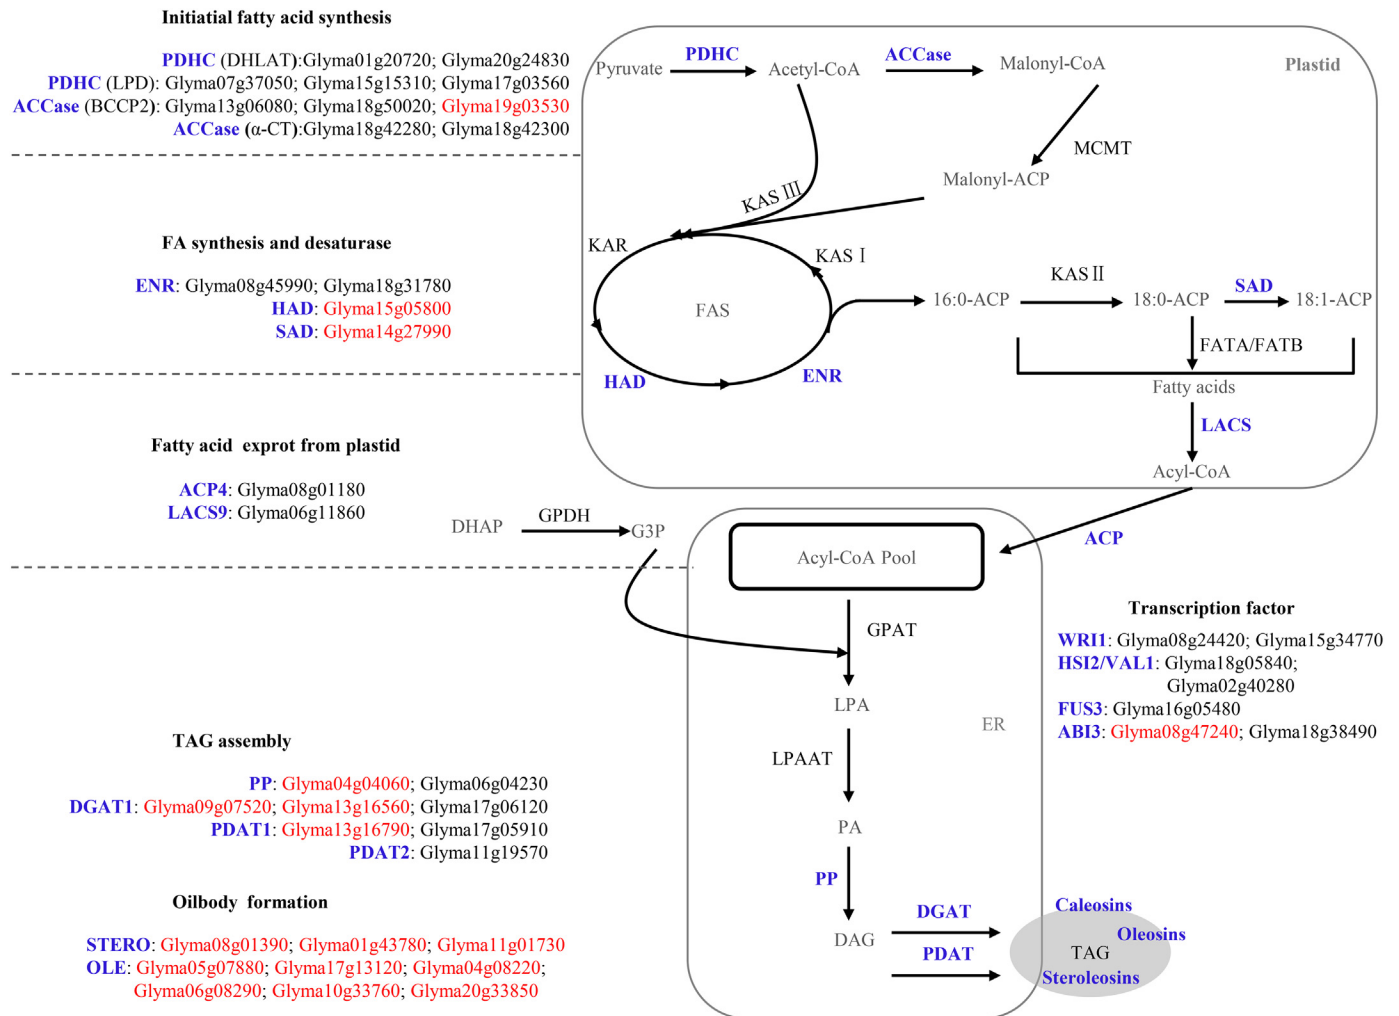 Initiatial fatty acid synthesis
PDHC (DHLAT):Glyma01g20720; Glyma20g24830
PDHC (LPD): Glyma07g37050; Glyma15g15310; Glyma17g03560
ACCase (BCCP2): Glyma13g06080; Glyma18g50020; Glyma19g03530
ACCase (α-CT):Glyma18g42280; Glyma18g42300
FA synthesis and desaturase
ENR: Glyma08g45990; Glyma18g31780
HAD: Glyma15g05800
SAD: Glyma14g27990
Fatty acid exprot from plastid
ACP4: Glyma08g01180
LACS9: Glyma06g11860
TAG assembly
PP: Glyma04g04060; Glyma06g04230
DGAT1: Glyma09g07520; Glyma13g16560; Glyma17g06120
PDAT1: Glyma13g16790; Glyma17g05910
PDAT2: Glyma11g19570
Oilbody formation
STERO: Glyma08g01390; Glyma01g43780; Glyma11g01730
OLE: Glyma05g07880; Glyma17g13120; Glyma04g08220;
Glyma06g08290; Glyma10g33760; Glyma20g33850
Plastid
Pyruvate
PDHC
Acetyl-CoA
ACCase
Malonyl-CoA
MCMT
Malonyl-ACP
KAS III
KAR
KAS I
FAS
HAD
ENR
16:0-ACP
KAS II
18:0-ACP
SAD
18:1-ACP
FATA/FATB
Fatty acids
LACS
Acyl-CoA
ACP
DHAP
GPDH
G3P
Acyl-CoA Pool
GPAT
LPA
ER
LPAAT
PA
PP
DAG
DGAT
PDAT
Caleosins
Oleosins
TAG
Steroleosins
Transcription factor
WRI1: Glyma08g24420; Glyma15g34770
HSI2/VAL1: Glyma18g05840;
Glyma02g40280
FUS3: Glyma16g05480
ABI3: Glyma08g47240; Glyma18g38490